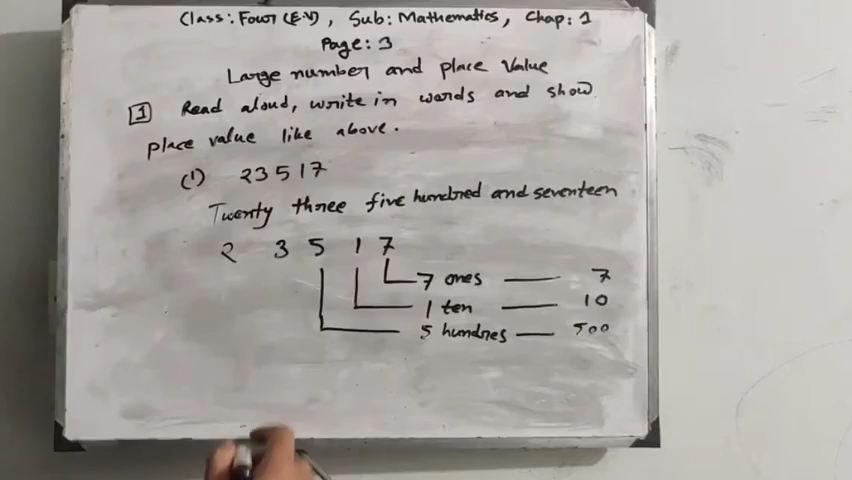 Class: Four (E.V), Sub: Mathematics, Chap: 1
Page: 3
Large number and place Value
1 Read aloud, write in words and show
place value like above.
(1) 23517
Twenty three five hundred and seventeen
2 3 5 1 7
7 ones 7
1 ten 10
5 hundres 500